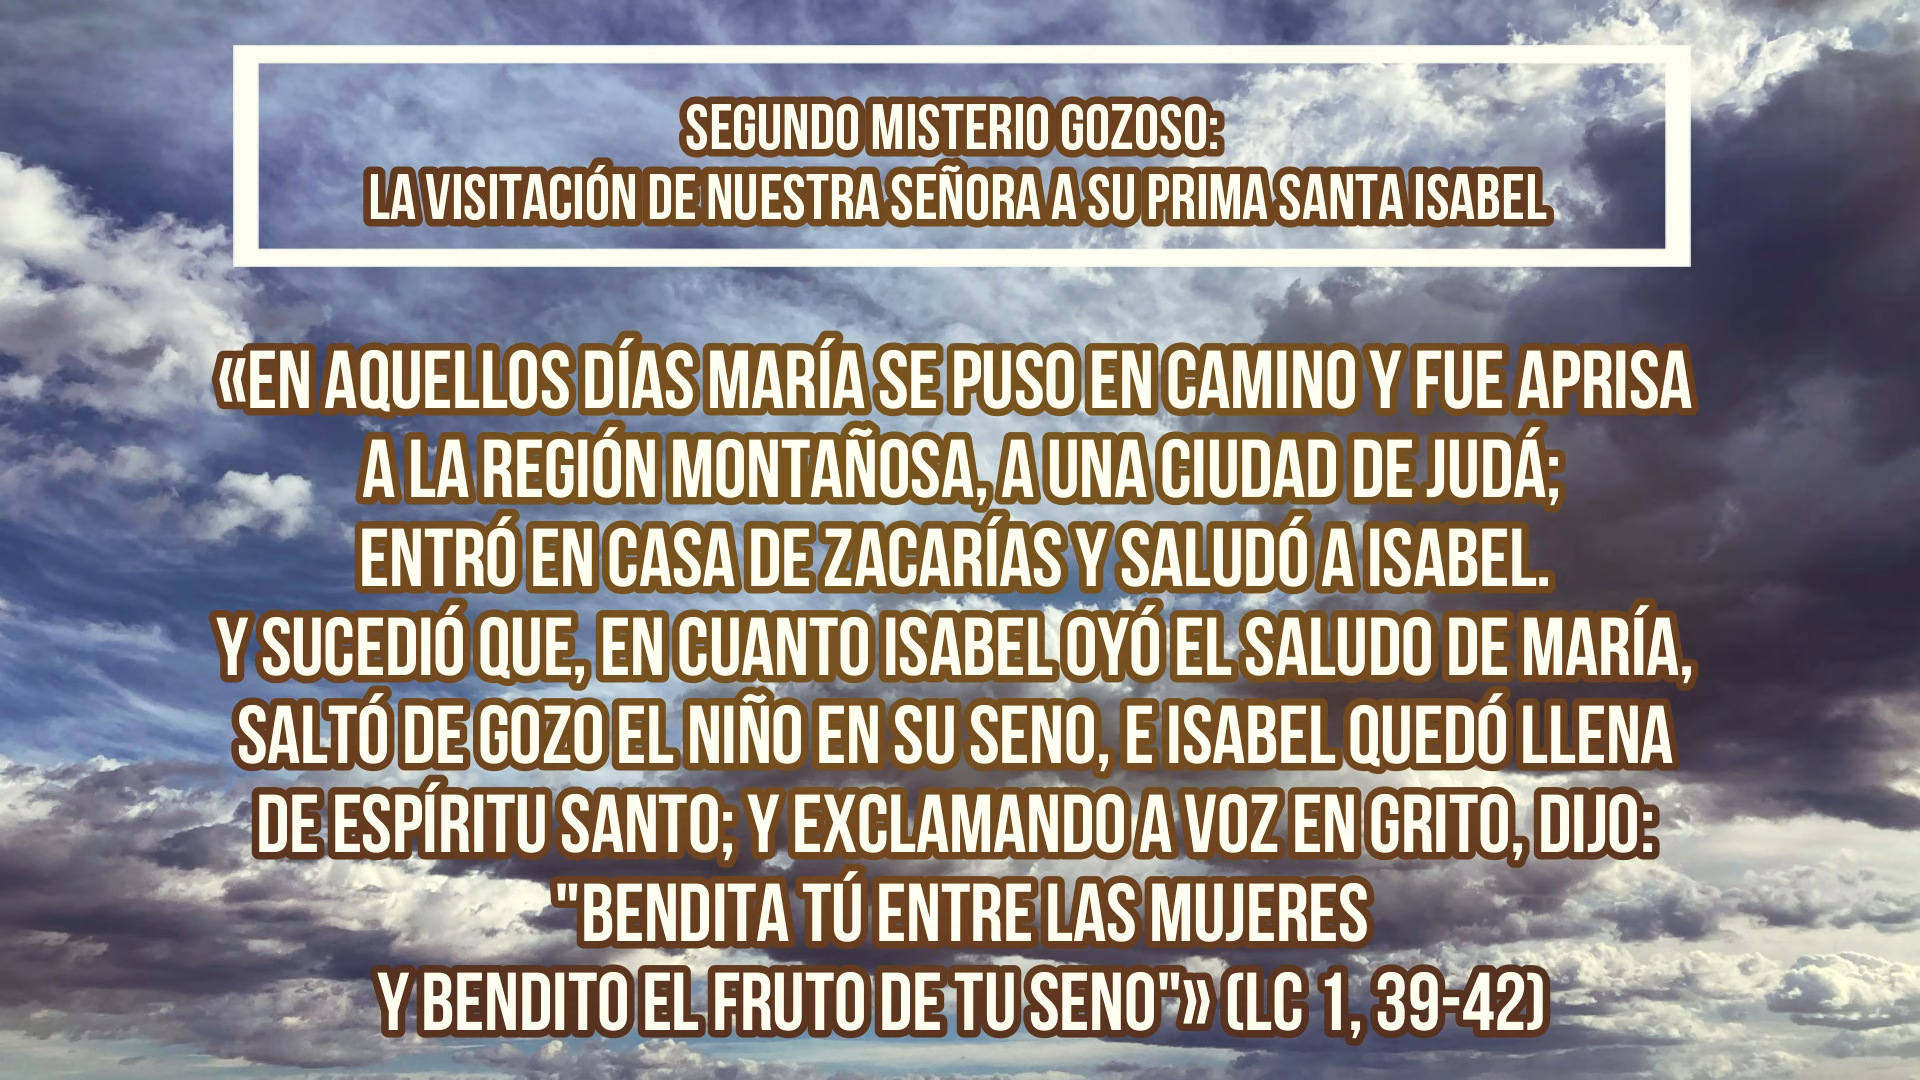 SEGUNDO MISTERIO GOZOSO:
LA VISITACIÓN DE NUESTRA SEÑORA A SU PRIMA SANTA ISABEL
«EN AQUELLOS DÍAS MARÍA SE PUSO EN CAMINO Y FUE APRISA
A LA REGIÓN MONTAÑOSA, A UNA CIUDAD DE JUDÁ;
ENTRÓ EN CASA DE ZACARÍAS Y SALUDÓ A ISABEL.
Y SUCEDIÓ QUE, EN CUANTO ISABEL OYÓ EL SALUDO DE MARÍA,
SALTÓ DE GOZO EL NIÑO EN SU SENO, E ISABEL QUEDÓ LLENA
DE ESPÍRITU SANTO; Y EXCLAMANDO A VOZ EN GRITO, DIJO:
"BENDITA TÚ ENTRE LAS MUJERES
Y BENDITO EL FRUTO DE TU SENO"» (LC 1, 39-42)